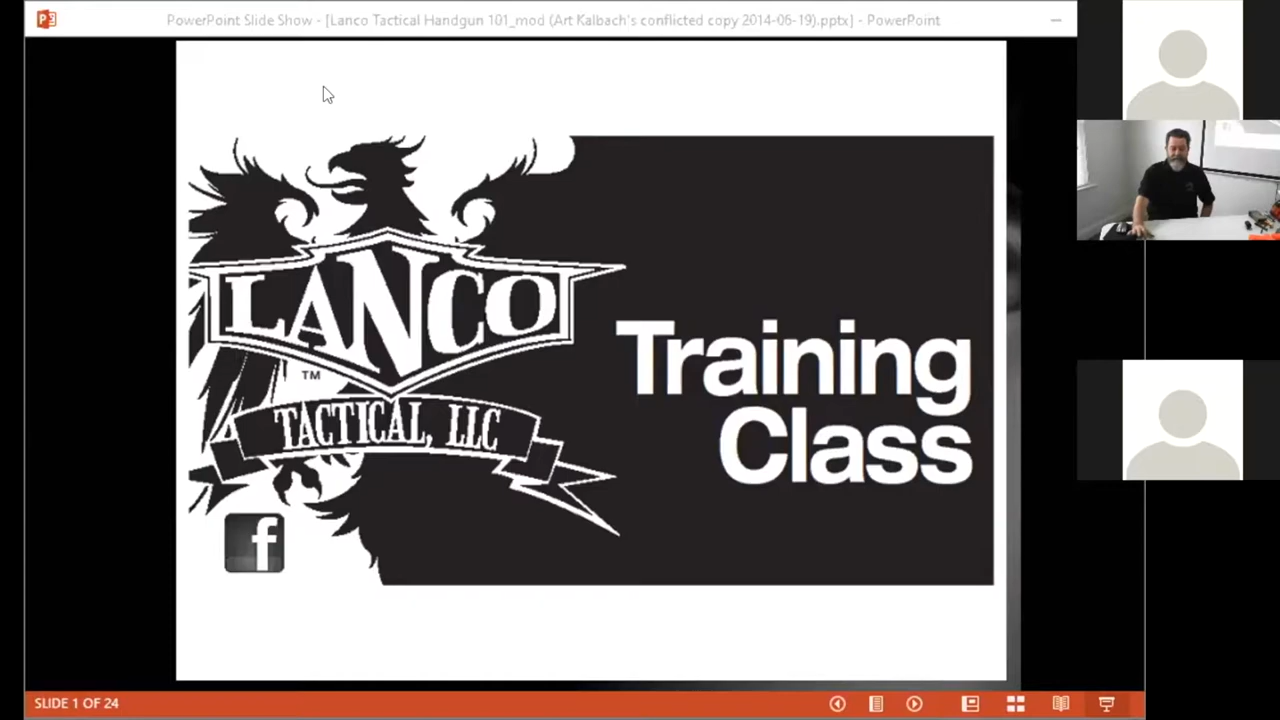 PowerPoint Slide Show - [Lanco Tactical Handgun 101_mod (Art Kalbach's conflicted copy 2014-06-19).pptx] - PowerPoint
LANCO
TM
TACTICAL, LLC
Training
Class
f
SLIDE 1 OF 24